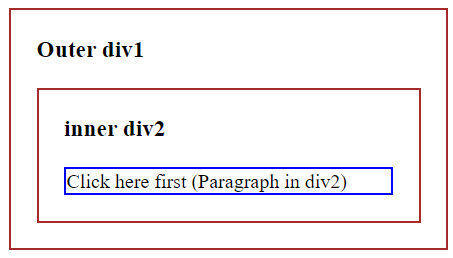 Outer div1
inner div2
Click here first (Paragraph in div2)